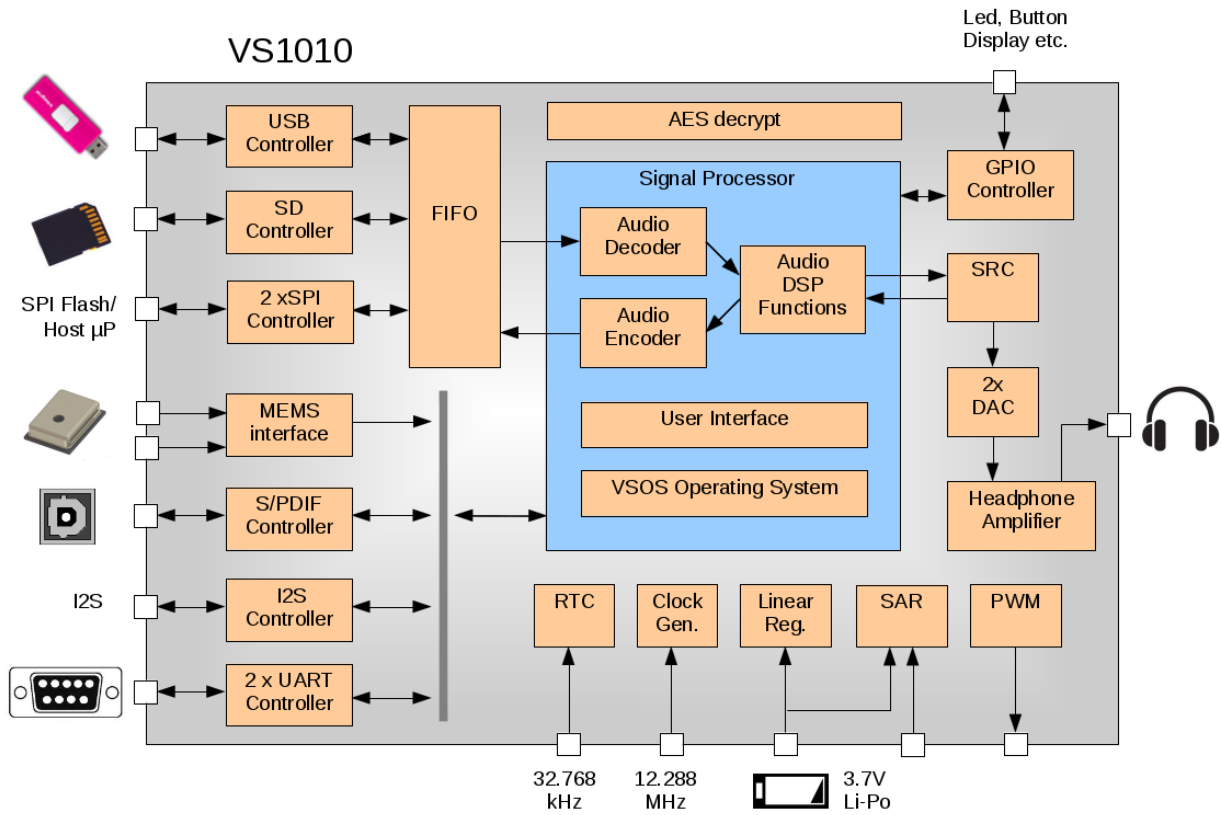 Led, Button
Display etc.
VS1010
USB
Controller
AES decrypt
Signal Processor
GPIO
Controller
SD
Controller
FIFO
Audio
Decoder
Audio
DSP
Functions
SRC
SPI Flash/
Host µP
2 xSPI
Controller
Audio
Encoder
2x
DAC
MEMS
interface
User Interface
VSOS Operating System
S/PDIF
Controller
Headphone
Amplifier
I2S
I2S
Controller
RTC
Clock
Gen.
Linear
Reg.
SAR
PWM
2 x UART
Controller
32.768
kHz
12.288
MHz
3.7V
Li-Po